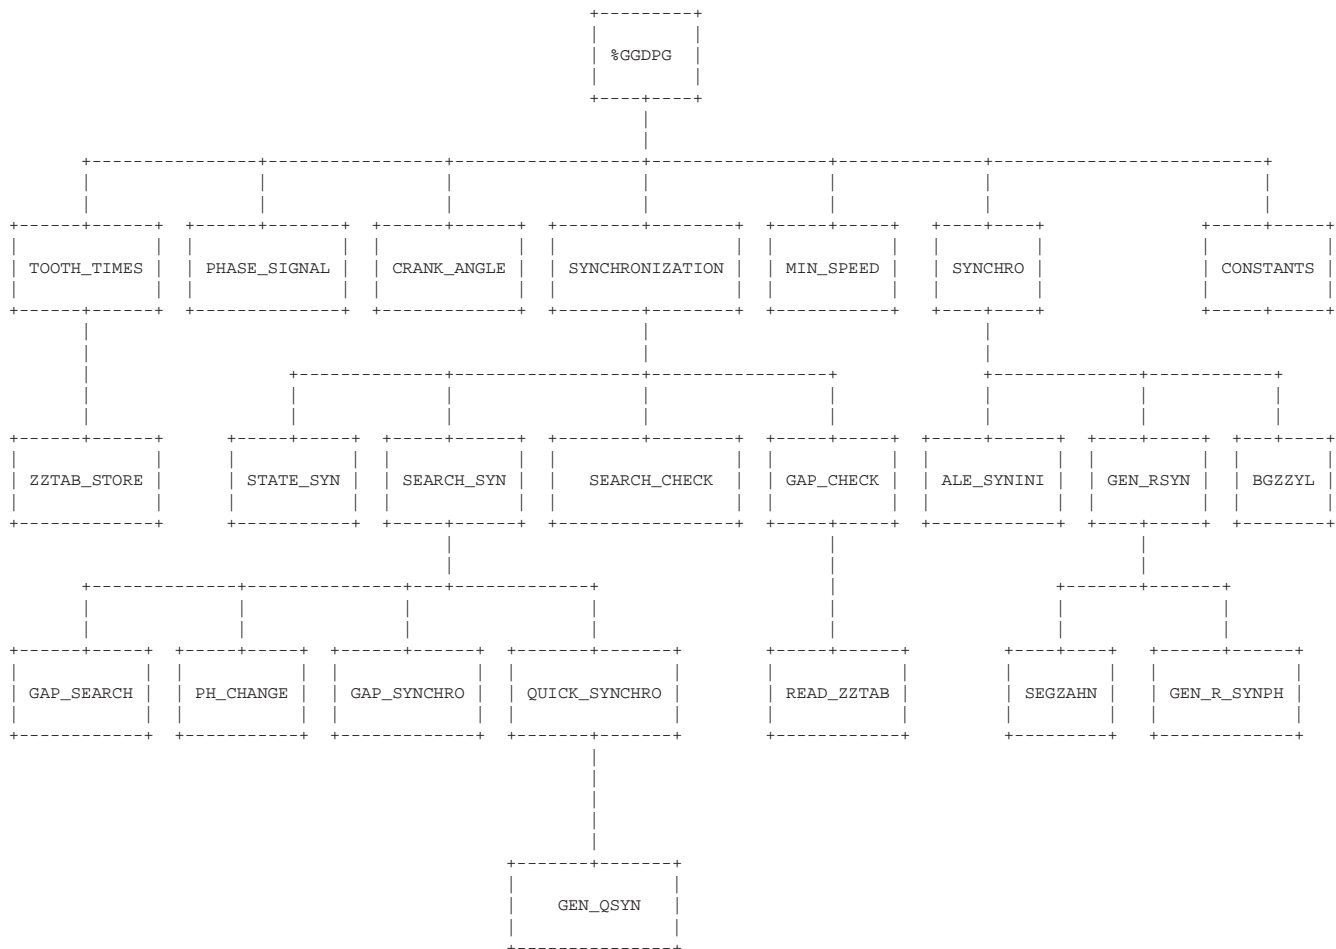 %GGDPG
TOOTH_TIMES PHASE_SIGNAL CRANK_ANGLE SYNCHRONIZATION MIN_SPEED SYNCHRO CONSTANTS
ZZTAB_STORE STATE_SYN SEARCH_SYN SEARCH_CHECK GAP_CHECK ALE_SYNINI GEN_RSYN BGZZYL
GAP_SEARCH PH_CHANGE GAP_SYNCHRO QUICK_SYNCHRO READ_ZZTAB SEGZAHN GEN_R_SYNPH
GEN_QSYN